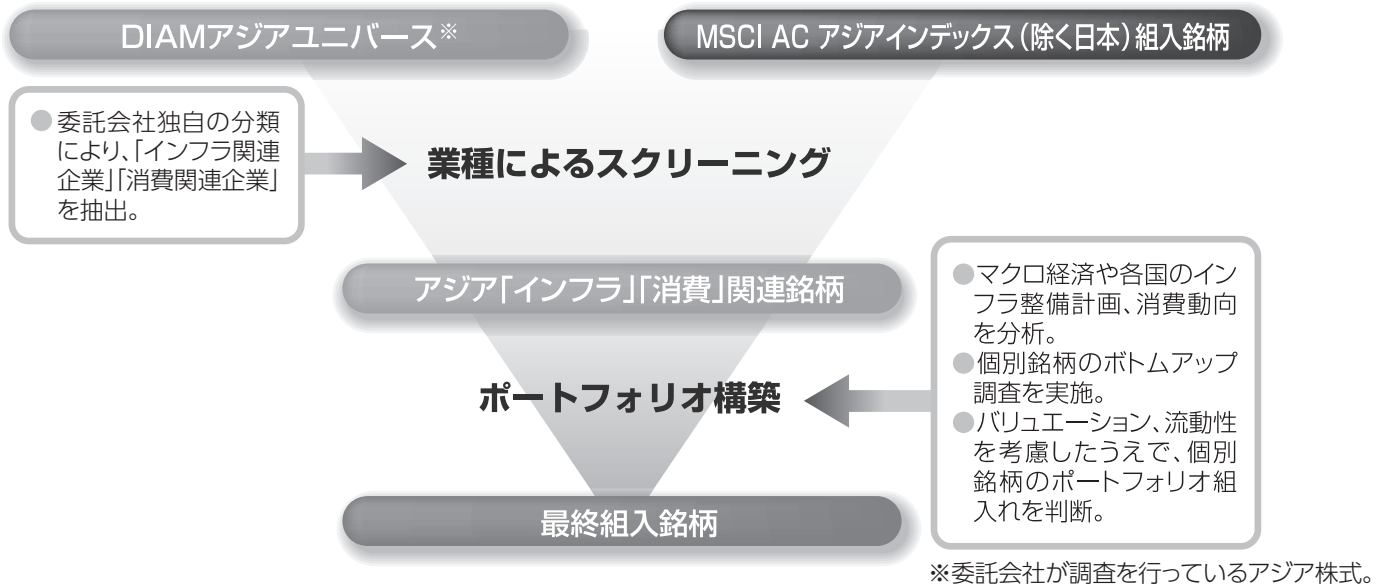 DIAMアジアユニバース※
MSCI AC アジアインデックス(除く日本)組入銘柄
●委託会社独自の分類
により、「インフラ関連
企業」「消費関連企業」
を抽出。
業種によるスクリーニング
アジア「インフラ」「消費」関連銘柄
●マクロ経済や各国のイン
フラ整備計画、消費動向
を分析。
●個別銘柄のボトムアップ
調査を実施。
●バリュエーション、流動性
を考慮したうえで、個別
銘柄のポートフォリオ組
入れを判断。
ポートフォリオ構築
最終組入銘柄
※委託会社が調査を行っているアジア株式。